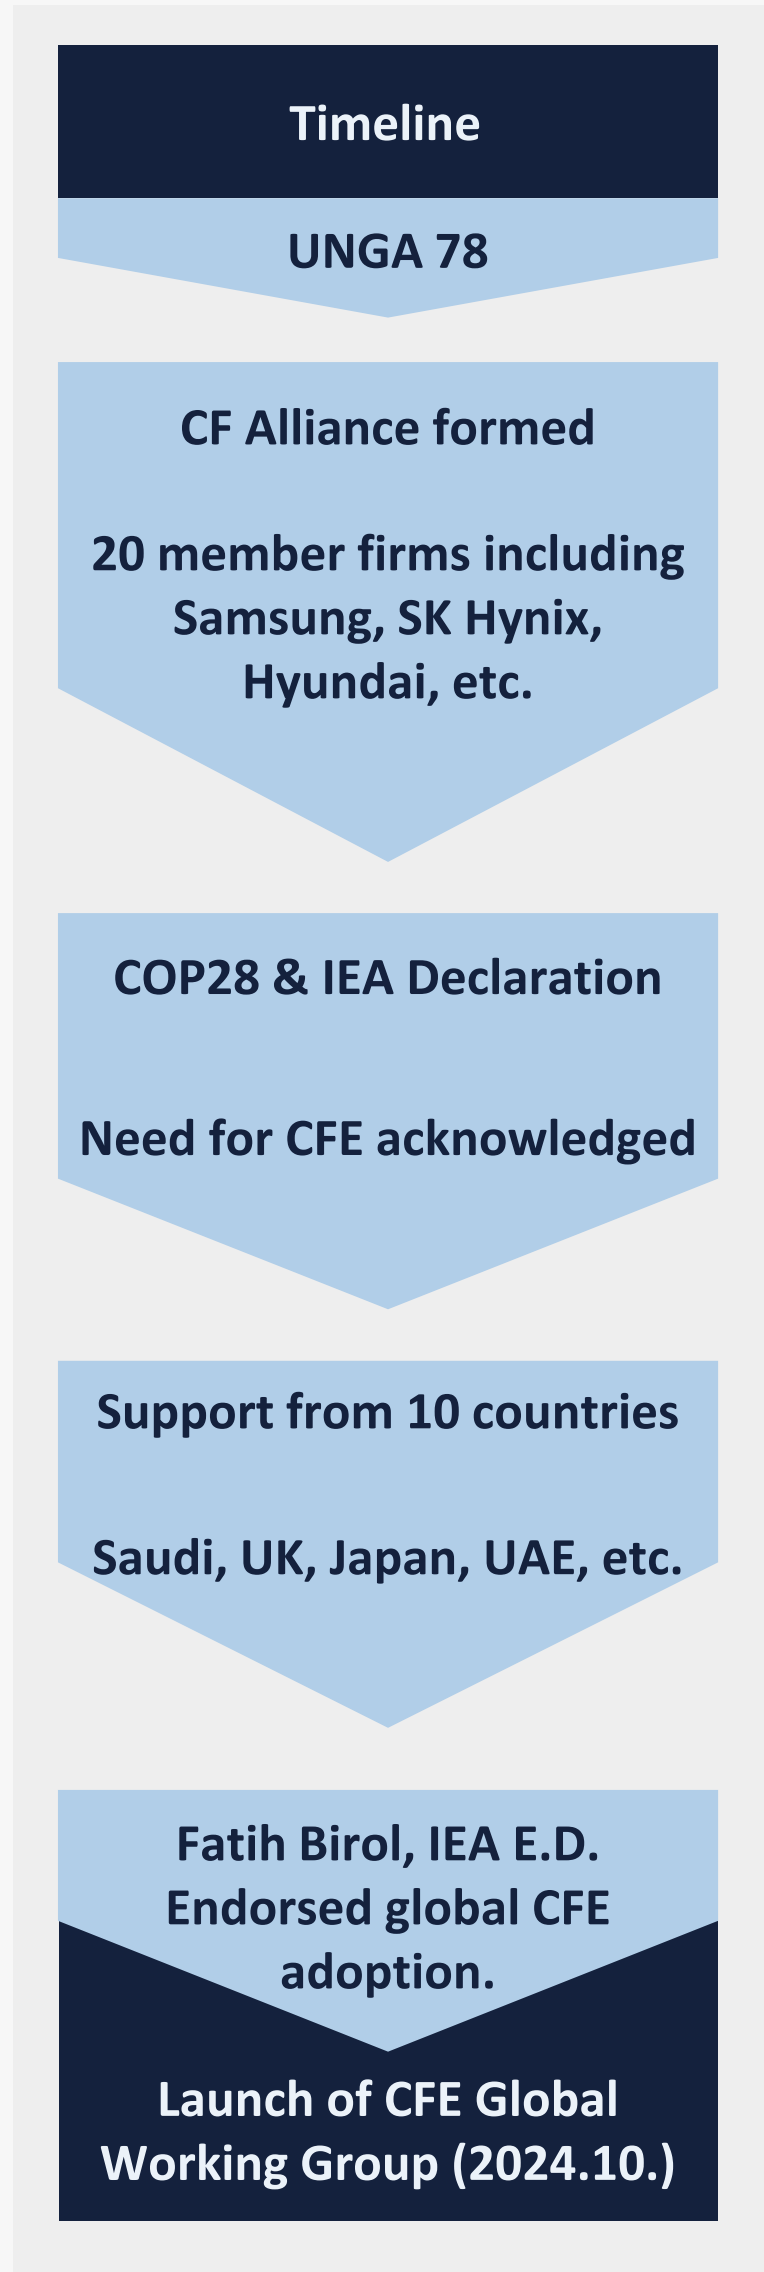 Timeline
UNGA 78
CF Alliance formed
20 member firms including
Samsung, SK Hynix,
Hyundai, etc.
COP28 & IEA Declaration
Need for CFE acknowledged
Support from 10 countries
Saudi, UK, Japan, UAE, etc.
Fatih Birol, IEA E.D.
Endorsed global CFE
adoption.
Launch of CFE Global
Working Group (2024.10.)